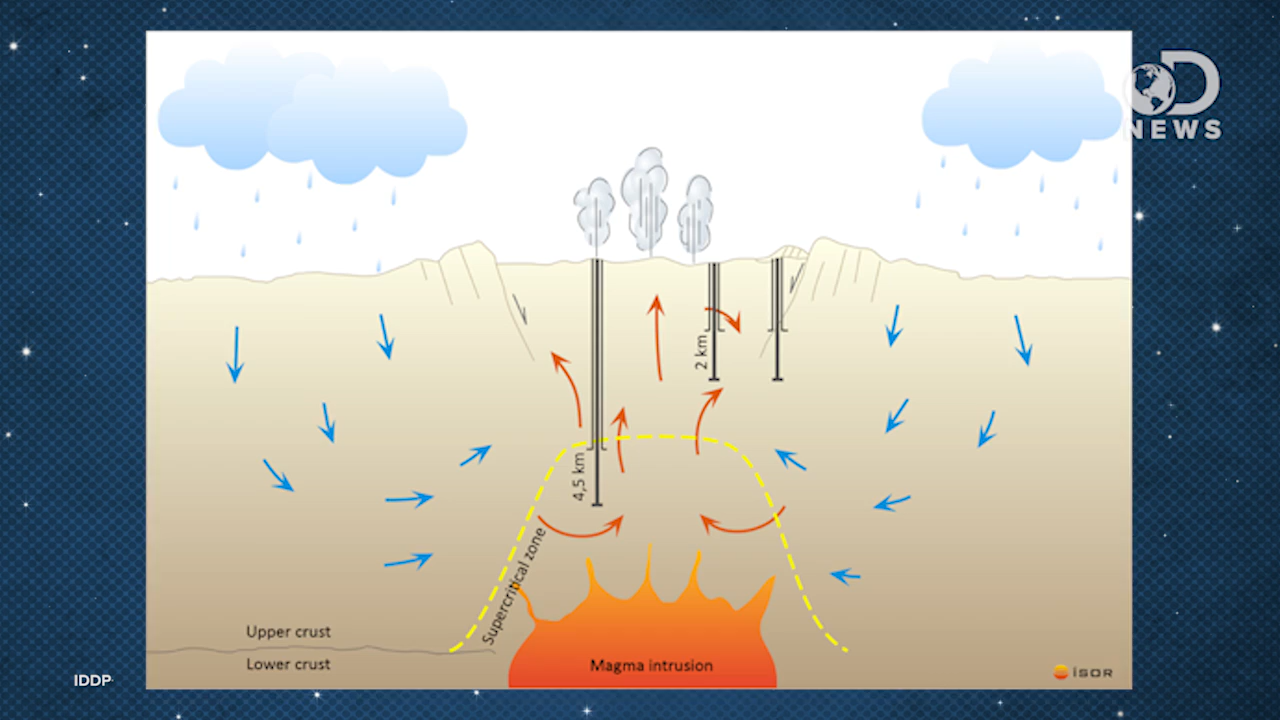 D
NEWS
2 km
4,5 km
Supercritical zone
Upper crust
Lower crust
Magma intrusion
ÍSOR
IDDP